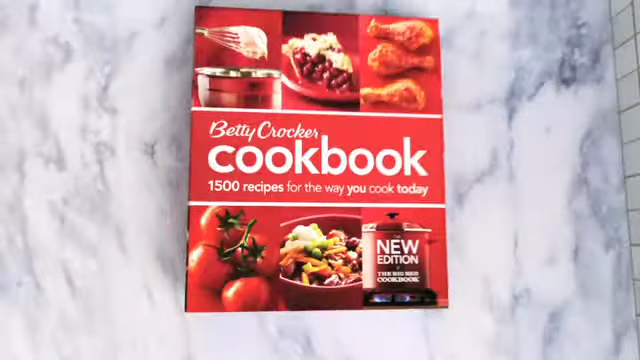 Betty Crocker
cookbook
1500 recipes for the way you cook today
NEW
EDITION
THE BIG RED
COOKBOOK